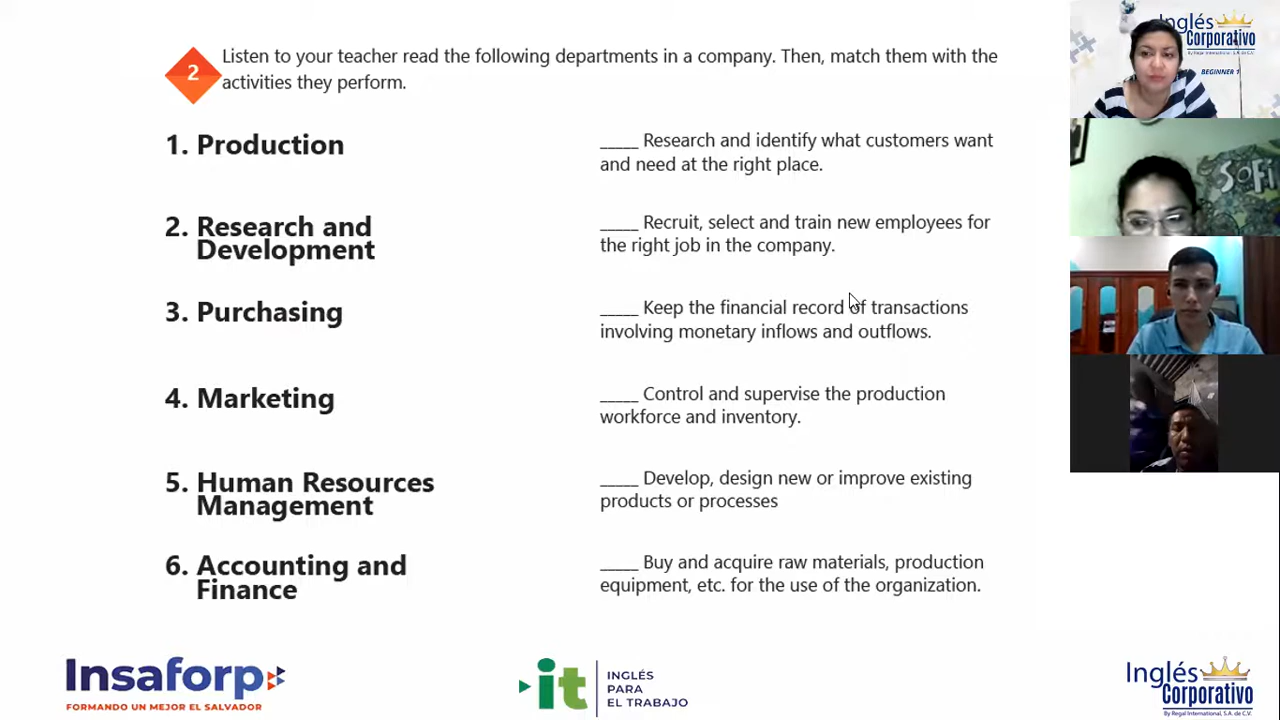 2
Listen to your teacher read the following departments in a company. Then, match them with the
activities they perform.
1. Production
_____ Research and identify what customers want
and need at the right place.
2. Research and
Development
_____ Recruit, select and train new employees for
the right job in the company.
3. Purchasing
_____ Keep the financial record of transactions
involving monetary inflows and outflows.
4. Marketing
_____ Control and supervise the production
workforce and inventory.
5. Human Resources
Management
_____ Develop, design new or improve existing
products or processes
6. Accounting and
Finance
_____ Buy and acquire raw materials, production
equipment, etc. for the use of the organization.
Insaforp
FORMANDO UN MEJOR EL SALVADOR
it
INGLÉS
PARA
EL TRABAJO
Inglés
Corporativo
By Regal International, S.A. de C.V.
Inglés
Corporativo
By Regal International, S.A. de C.V.
BEGINNER 1
SOFI